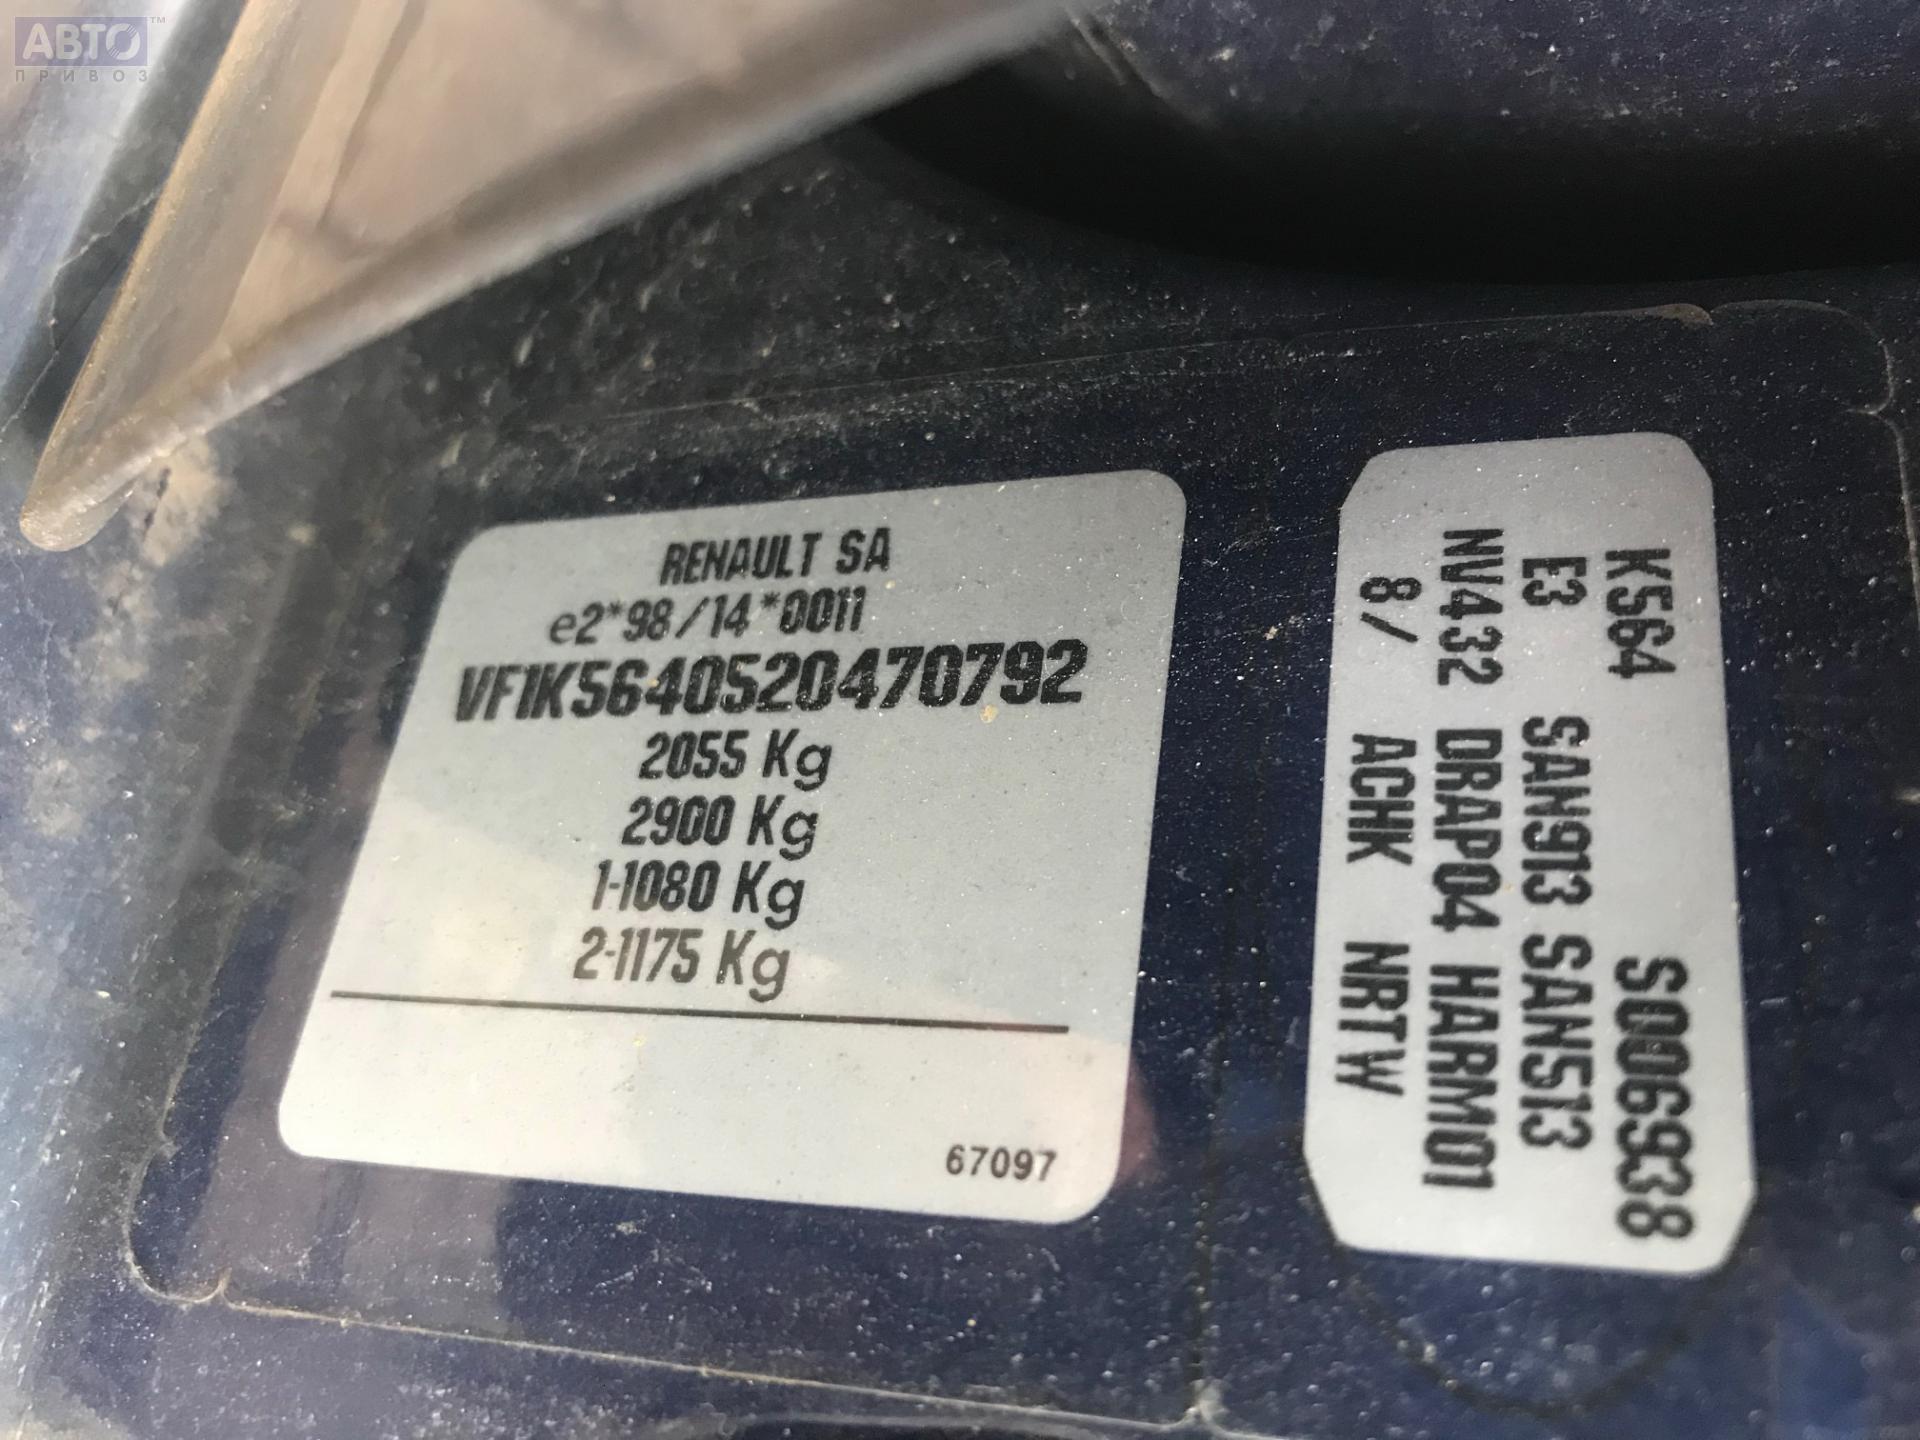 АВТО™
ПРИВОЗ
RENAULT SA
e2*98/14*0011
VF1K5640520470792
2055 Kg
2900 Kg
1-1080 Kg
2-1175 Kg
67097
K564 S006938
E3 SAN913 SAN513
NV432 DRAP04 HARM01
8/ ACHK NRTW